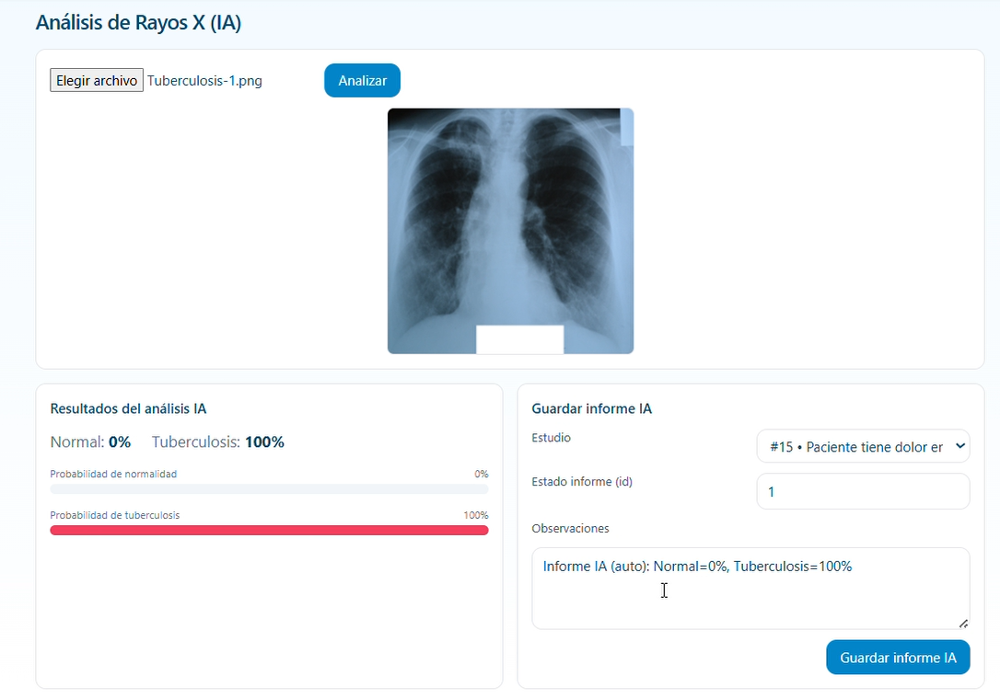 Análisis de Rayos X (IA)
Elegir archivo Tuberculosis-1.png Analizar
Resultados del análisis IA
Normal: 0% Tuberculosis: 100%
Probabilidad de normalidad 0%
Probabilidad de tuberculosis 100%
Guardar informe IA
Estudio #15 • Paciente tiene dolor er
Estado informe (id) 1
Observaciones
Informe IA (auto): Normal=0%, Tuberculosis=100%
Guardar informe IA